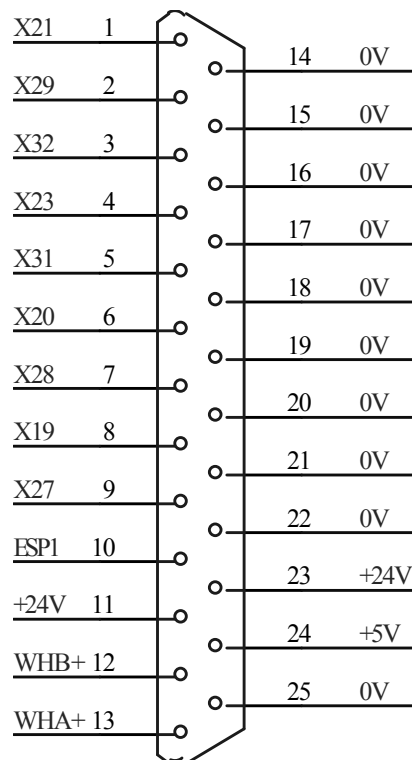 X21 1
14 0V
X29 2
15 0V
X32 3
16 0V
X23 4
17 0V
X31 5
18 0V
X20 6
19 0V
X28 7
20 0V
X19 8
21 0V
X27 9
22 0V
ESP1 10
23 +24V
+24V 11
24 +5V
WHB+ 12
25 0V
WHA+ 13